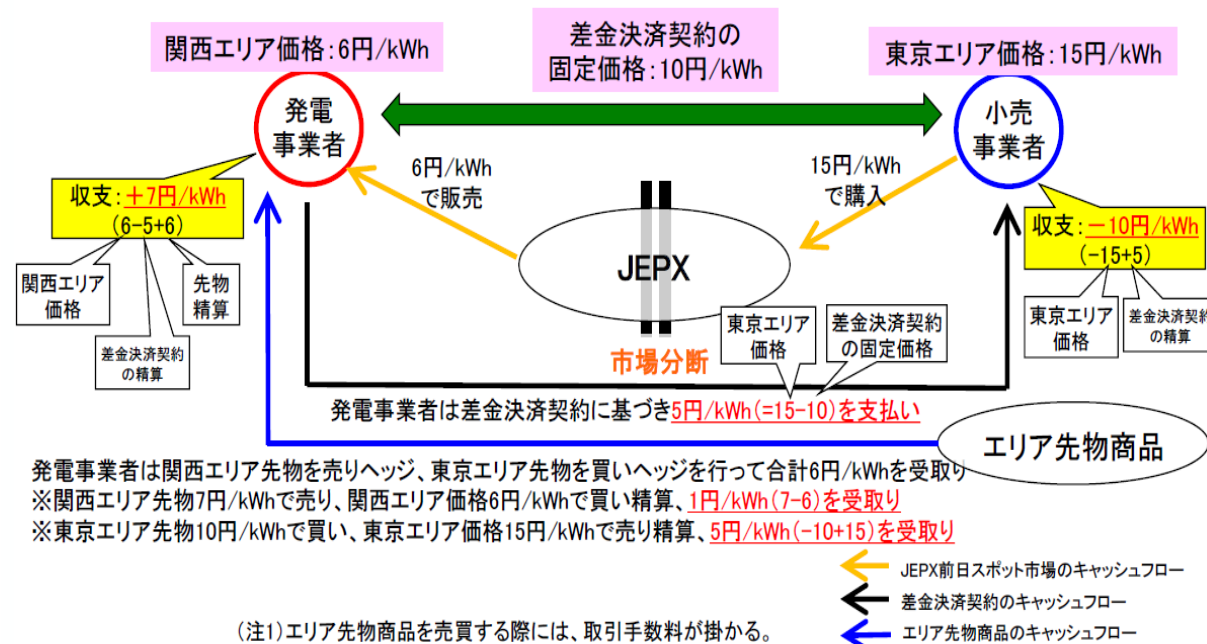 関西エリア価格:6円/kWh
差金決済契約の
固定価格:10円/kWh
東京エリア価格:15円/kWh
発電
事業者
小売
事業者
6円/kWh
で販売
15円/kWh
で購入
収支:+7円/kWh
(6-5+6)
関西エリア
価格
先物
精算
差金決済契約
の精算
JEPX
収支:-10円/kWh
(-15+5)
東京エリア
価格
差金決済契約
の精算
市場分断
東京エリア
価格
差金決済契約
の固定価格
発電事業者は差金決済契約に基づき5円/kWh(=15-10)を支払い
エリア先物商品
発電事業者は関西エリア先物を売りヘッジ、東京エリア先物を買いヘッジを行って合計6円/kWhを受取り
※関西エリア先物7円/kWhで売り、関西エリア価格6円/kWhで買い精算、1円/kWh(7-6)を受取り
※東京エリア先物10円/kWhで買い、東京エリア価格15円/kWhで売り精算、5円/kWh(-10+15)を受取り
JEPX前日スポット市場のキャッシュフロー
差金決済契約のキャッシュフロー
エリア先物商品のキャッシュフロー
(注1)エリア先物商品を売買する際には、取引手数料が掛かる。